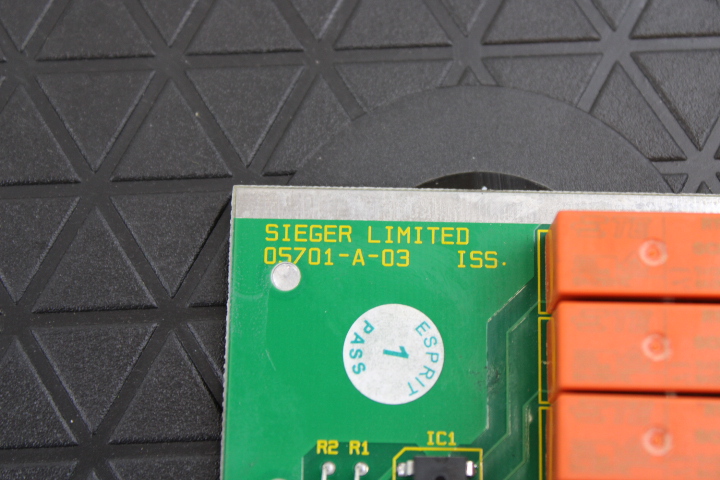 SIEGER LIMITED
05701-A-03 ISS.
ESPRIT
1
PASS
R2 R1 IC1